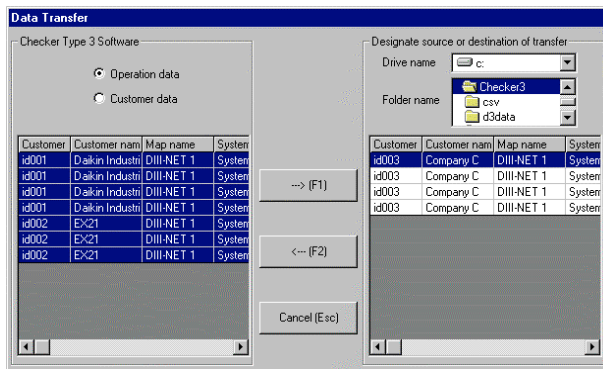 Data Transfer
Checker Type 3 Software
Operation data
Customer data
Customer Customer nam Map name System
id001 Daikin Industri DIII-NET 1 System
id001 Daikin Industri DIII-NET 1 System
id001 Daikin Industri DIII-NET 1 System
id001 Daikin Industri DIII-NET 1 System
id002 EX21 DIII-NET 1 System
id002 EX21 DIII-NET 1 System
id002 EX21 DIII-NET 1 System
---> (F1)
<--- (F2)
Cancel (Esc)
Designate source or destination of transfer
Drive name c:
Folder name
Checker3
csv
d3data
Customer Customer nam Map name System
id003 Company C DIII-NET 1 System
id003 Company C DIII-NET 1 System
id003 Company C DIII-NET 1 System
id003 Company C DIII-NET 1 System